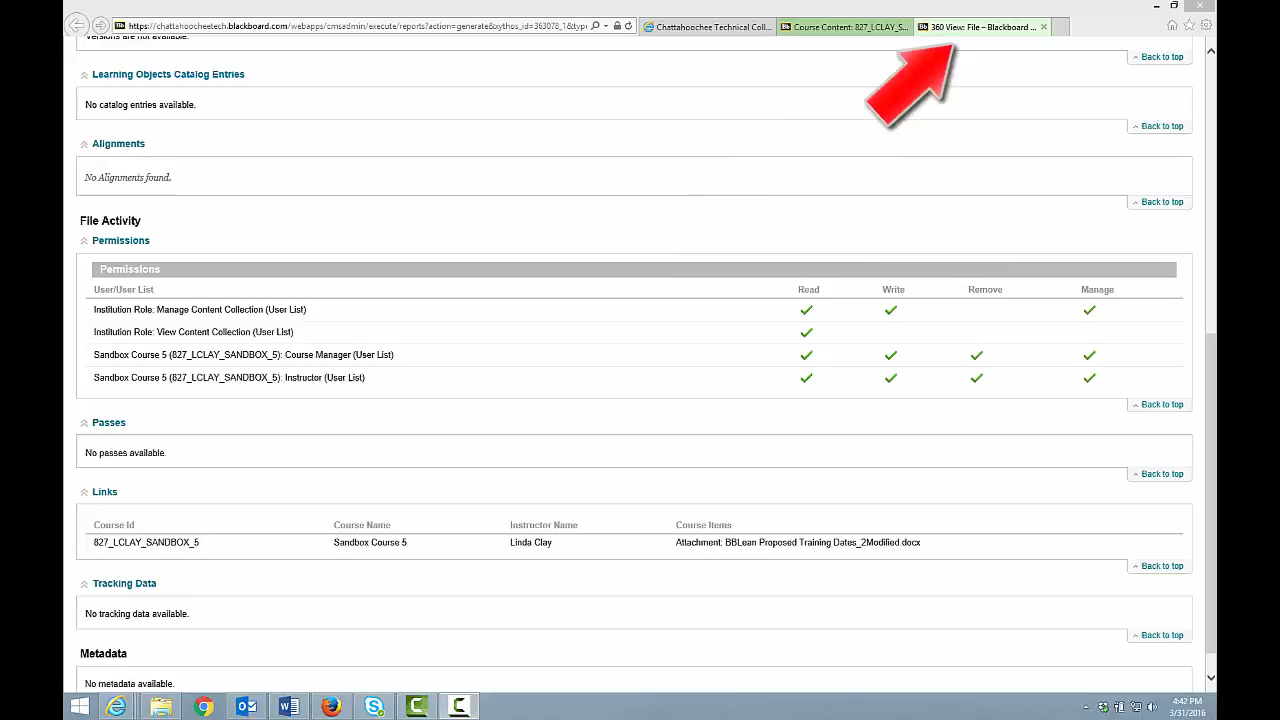 https://chattahoocheetech.blackboard.com/webapps/cmsadmin/execute/reports?action=generate&xythos_id=363078_1&typ
Chattahoochee Technical Coll...
Course Content: 827_LCLAY_S...
360 View: File – Blackboard ...
Versions are not available.
Back to top
Learning Objects Catalog Entries
No catalog entries available.
Back to top
Alignments
No Alignments found.
Back to top
File Activity
Permissions
Permissions
User/User List Read Write Remove Manage
Institution Role: Manage Content Collection (User List)
Institution Role: View Content Collection (User List)
Sandbox Course 5 (827_LCLAY_SANDBOX_5): Course Manager (User List)
Sandbox Course 5 (827_LCLAY_SANDBOX_5): Instructor (User List)
Back to top
Passes
No passes available.
Back to top
Links
Course Id Course Name Instructor Name Course Items
827_LCLAY_SANDBOX_5 Sandbox Course 5 Linda Clay Attachment: BBLean Proposed Training Dates_2Modified.docx
Back to top
Tracking Data
No tracking data available.
Back to top
Metadata
No metadata available.
4:42 PM
3/31/2016